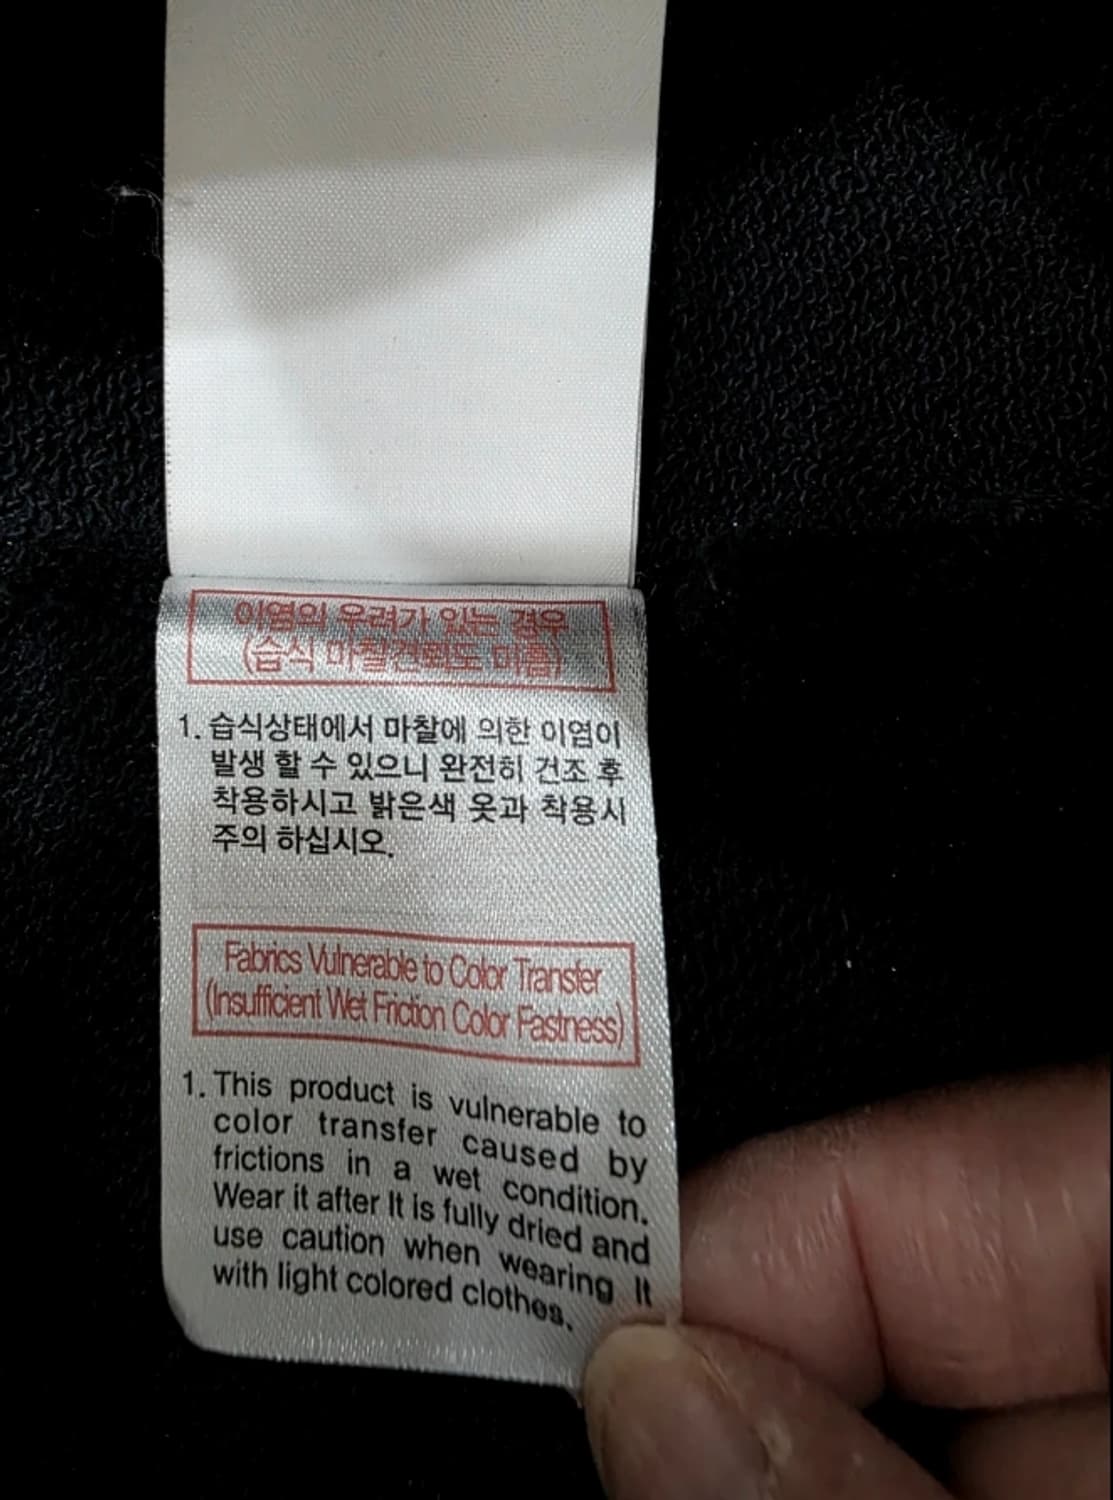 이염의 우려가 있는 경우
(습식 마찰견뢰도 미흡)
1. 습식상태에서 마찰에 의한 이염이
발생 할 수 있으니 완전히 건조 후
착용하시고 밝은색 옷과 착용시
주의 하십시오.
Fabrics Vulnerable to Color Transfer
(Insufficient Wet Friction Color Fastness)
1. This product is vulnerable to
color transfer caused by
frictions in a wet condition.
Wear it after It is fully dried and
use caution when wearing It
with light colored clothes.